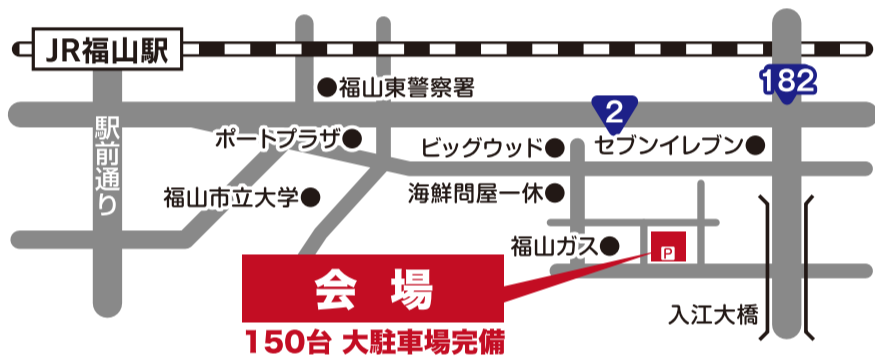 JR福山駅
182
福山東警察署
2
駅前通り
ポートプラザ
ビッグウッド
セブンイレブン
福山市立大学
海鮮問屋一休
福山ガス
P
会場
入江大橋
150台 大駐車場完備